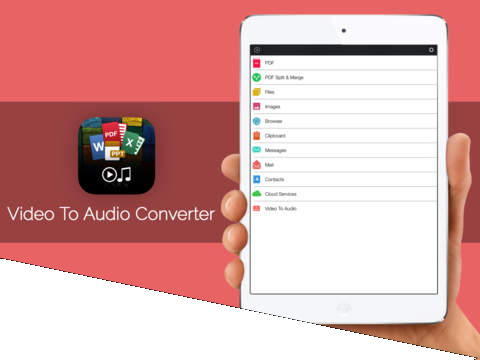 W
PDF
X
PPT
Video To Audio Converter
PDF
PDF Split & Merge
Files
Images
Browse
Clipboard
Messages
Mail
Contacts
Cloud Services
Video To Audio